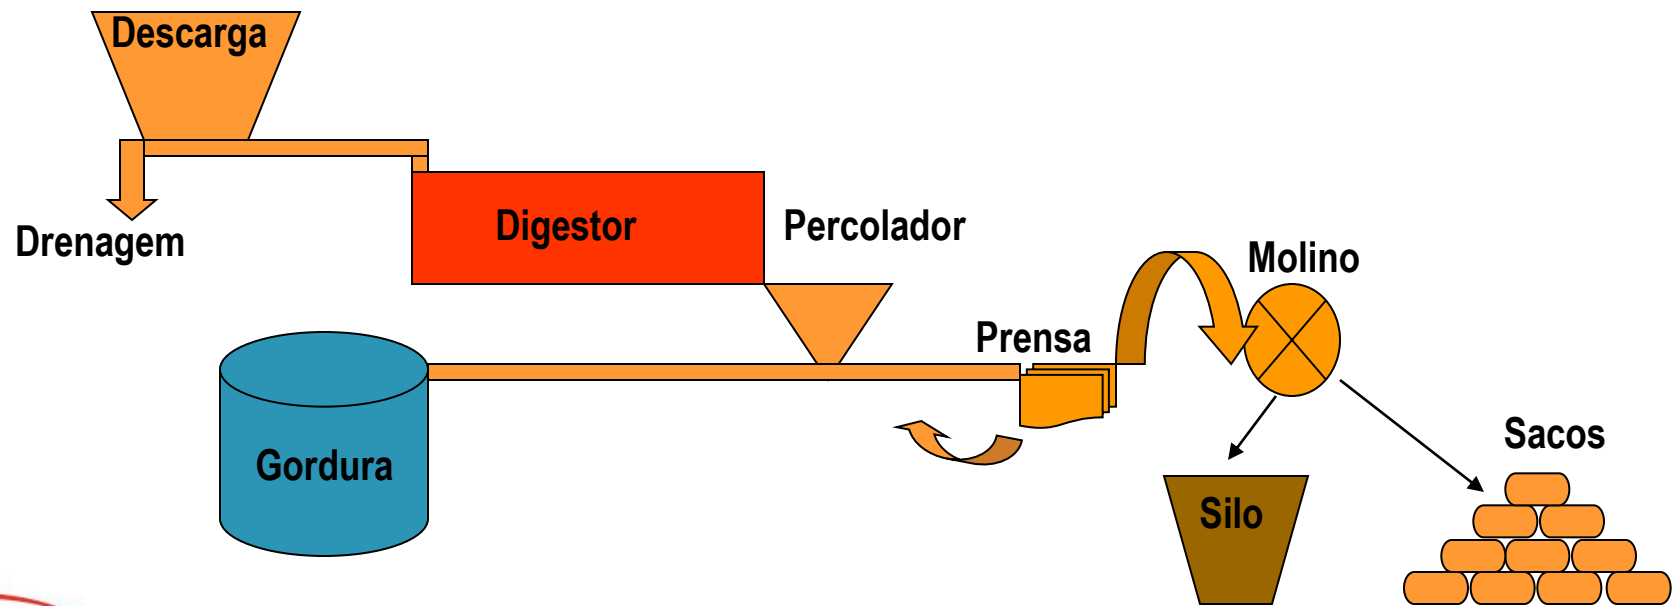 Descarga
Drenagem
Digestor
Percolador
Molino
Prensa
Gordura
Silo
Sacos